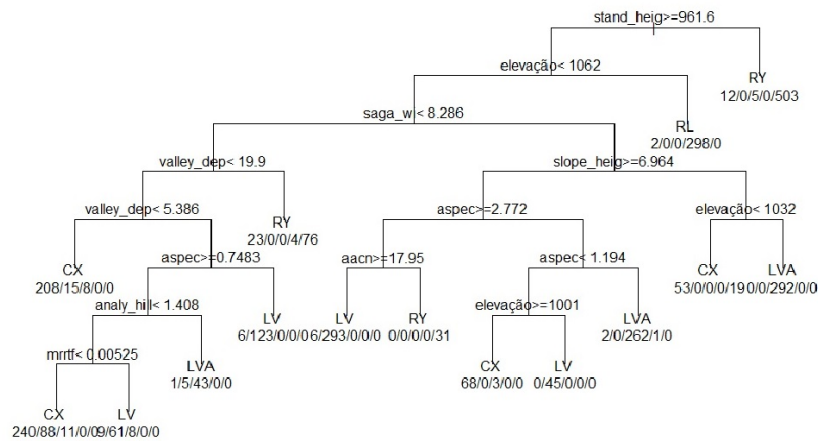 stand_heig>=961.6
elevação< 1062
RY
12/0/5/0/503
saga_wi< 8.286
RL
2/0/0/298/0
valley_dep< 19.9
slope_heig>=6.964
valley_dep< 5.386
RY
23/0/0/4/76
aspec>=2.772
elevação< 1032
CX
208/15/8/0/0
aspec>=0.7483
aacn>=17.95
aspec< 1.194
CX
53/0/0/0/19
LVA
0/0/292/0/0
analy_hill< 1.408
LV
6/123/0/0/0
LV
6/293/0/0/0
RY
0/0/0/0/31
elevação>=1001
LVA
2/0/262/1/0
mrrtf< 0.00525
LVA
1/5/43/0/0
CX
68/0/3/0/0
LV
0/45/0/0/0
CX
240/88/11/0/0
LV
9/61/8/0/0